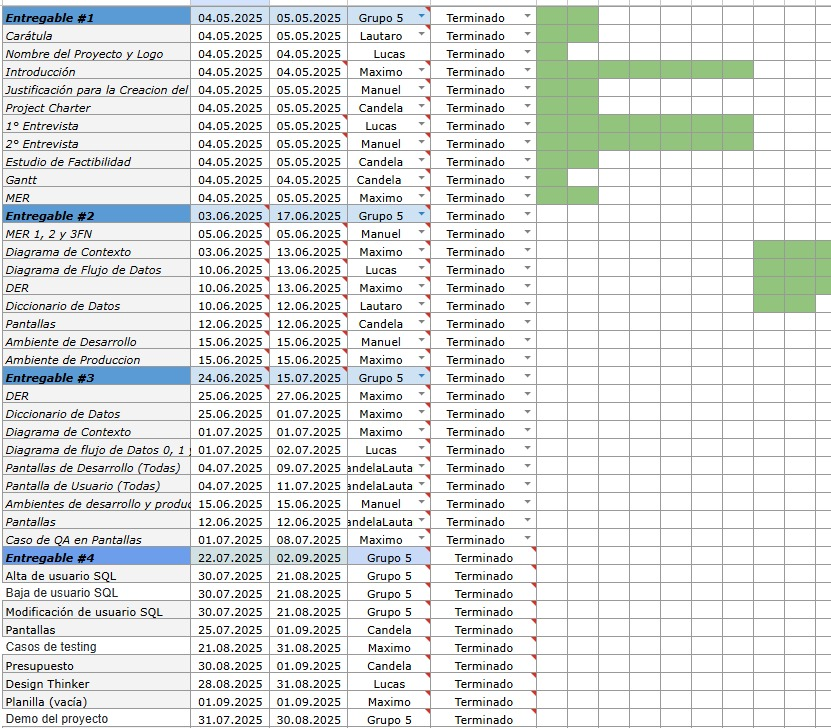 Entregable #1 04.05.2025 05.05.2025 Grupo 5 Terminado
Carátula 04.05.2025 05.05.2025 Lautaro Terminado
Nombre del Proyecto y Logo 04.05.2025 05.05.2025 Lucas Terminado
Introducción 04.05.2025 04.05.2025 Maximo Terminado
Justificación para la Creacion del 04.05.2025 05.05.2025 Manuel Terminado
Project Charter 04.05.2025 05.05.2025 Candela Terminado
1° Entrevista 04.05.2025 05.05.2025 Lucas Terminado
2° Entrevista 04.05.2025 05.05.2025 Manuel Terminado
Estudio de Factibilidad 04.05.2025 05.05.2025 Candela Terminado
Gantt 04.05.2025 05.05.2025 Candela Terminado
MER 04.05.2025 05.05.2025 Maximo Terminado
Entregable #2 03.06.2025 17.06.2025 Grupo 5 Terminado
MER 1, 2 y 3FN 05.06.2025 05.06.2025 Manuel Terminado
Diagrama de Contexto 03.06.2025 13.06.2025 Maximo Terminado
Diagrama de Flujo de Datos 10.06.2025 13.06.2025 Lucas Terminado
DER 10.06.2025 13.06.2025 Maximo Terminado
Diccionario de Datos 10.06.2025 12.06.2025 Lautaro Terminado
Pantallas 12.06.2025 12.06.2025 Candela Terminado
Ambiente de Desarrollo 15.06.2025 15.06.2025 Manuel Terminado
Ambiente de Produccion 15.06.2025 15.06.2025 Maximo Terminado
Entregable #3 24.06.2025 15.07.2025 Grupo 5 Terminado
DER 25.06.2025 27.06.2025 Maximo Terminado
Diccionario de Datos 25.06.2025 01.07.2025 Maximo Terminado
Diagrama de Contexto 01.07.2025 01.07.2025 Maximo Terminado
Diagrama de flujo de Datos 0, 1 y 01.07.2025 02.07.2025 Lucas Terminado
Pantallas de Desarrollo (Todas) 04.07.2025 09.07.2025 andelaLauta Terminado
Pantalla de Usuario (Todas) 04.07.2025 11.07.2025 andelaLauta Terminado
Ambientes de desarrollo y produc 15.06.2025 15.06.2025 Manuel Terminado
Pantallas 12.06.2025 12.06.2025 andelaLauta Terminado
Caso de QA en Pantallas 01.07.2025 08.07.2025 Maximo Terminado
Entregable #4 22.07.2025 02.09.2025 Grupo 5 Terminado
Alta de usuario SQL 30.07.2025 21.08.2025 Grupo 5 Terminado
Baja de usuario SQL 30.07.2025 21.08.2025 Grupo 5 Terminado
Modificación de usuario SQL 30.07.2025 21.08.2025 Grupo 5 Terminado
Pantallas 25.07.2025 01.09.2025 Candela Terminado
Casos de testing 21.08.2025 31.08.2025 Maximo Terminado
Presupuesto 30.08.2025 01.09.2025 Candela Terminado
Design Thinker 28.08.2025 31.08.2025 Lucas Terminado
Planilla (vacía) 01.09.2025 01.09.2025 Maximo Terminado
Demo del proyecto 31.07.2025 30.08.2025 Grupo 5 Terminado